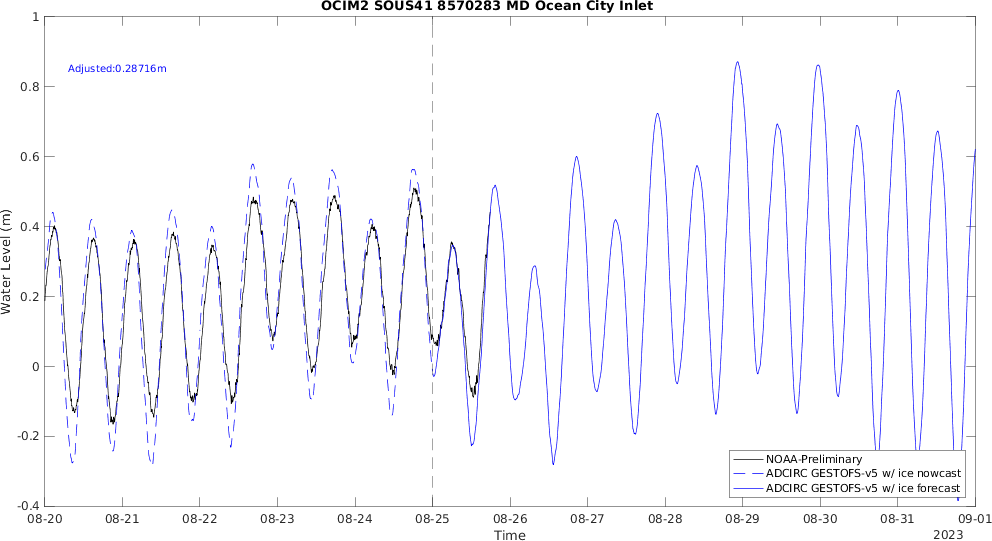 OCIM2 SOUS41 8570283 MD Ocean City Inlet
Adjusted:0.28716m
Water Level (m)
1
0.8
0.6
0.4
0.2
0
-0.2
-0.4
NOAA-Preliminary
ADCIRC GESTOFS-v5 w/ ice nowcast
ADCIRC GESTOFS-v5 w/ ice forecast
08-20 08-21 08-22 08-23 08-24 08-25 08-26 08-27 08-28 08-29 08-30 08-31 09-01
Time
2023